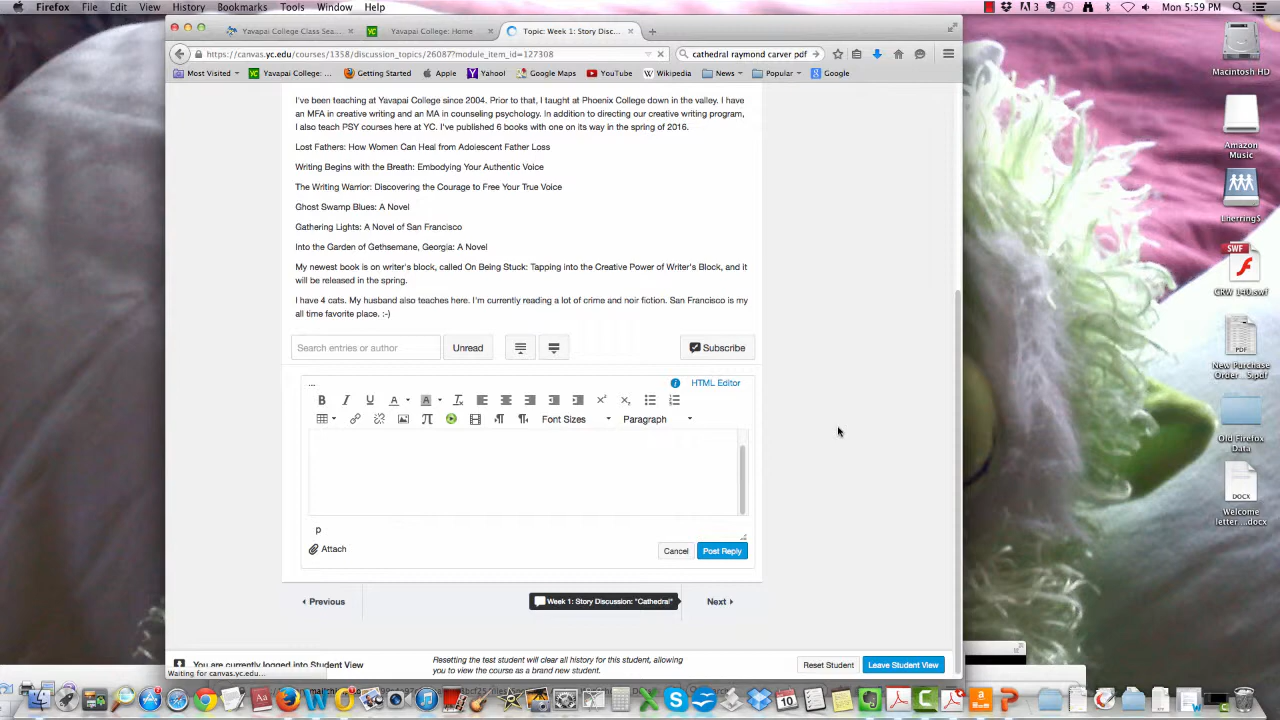 Firefox File Edit View History Bookmarks Tools Window Help
3 Mon 5:59 PM
Yavapai College Class Sea...
Yavapai College: Home
Topic: Week 1: Story Disc...
https://canvas.yc.edu/courses/1358/discussion_topics/26087?module_item_id=127308
cathedral raymond carver pdf
Most Visited
Yavapai College: ...
Getting Started
Apple
Yahoo!
Google Maps
YouTube
Wikipedia
News
Popular
Google
I've been teaching at Yavapai College since 2004. Prior to that, I taught at Phoenix College down in the valley. I have
an MFA in creative writing and an MA in counseling psychology. In addition to directing our creative writing program,
I also teach PSY courses here at YC. I've published 6 books with one on its way in the spring of 2016.
Lost Fathers: How Women Can Heal from Adolescent Father Loss
Writing Begins with the Breath: Embodying Your Authentic Voice
The Writing Warrior: Discovering the Courage to Free Your True Voice
Ghost Swamp Blues: A Novel
Gathering Lights: A Novel of San Francisco
Into the Garden of Gethsemane, Georgia: A Novel
My newest book is on writer's block, called On Being Stuck: Tapping into the Creative Power of Writer's Block, and it
will be released in the spring.
I have 4 cats. My husband also teaches here. I'm currently reading a lot of crime and noir fiction. San Francisco is my
all time favorite place. :-)
Search entries or author
Unread
Subscribe
...
HTML Editor
B I U A A
Font Sizes
Paragraph
p
Attach
Cancel
Post Reply
Previous
Week 1: Story Discussion: "Cathedral"
Next
You are currently logged into Student View
Resetting the test student will clear all history for this student, allowing
you to view the course as a brand new student.
Reset Student
Leave Student View
Waiting for canvas.yc.edu...
Macintosh HD
Amazon
Music
LherringS
SWF
CRW 140.swf
PDF
New Purchase
Order ...S.pdf
Old Firefox
Data
DOCX
Welcome
letter....docx